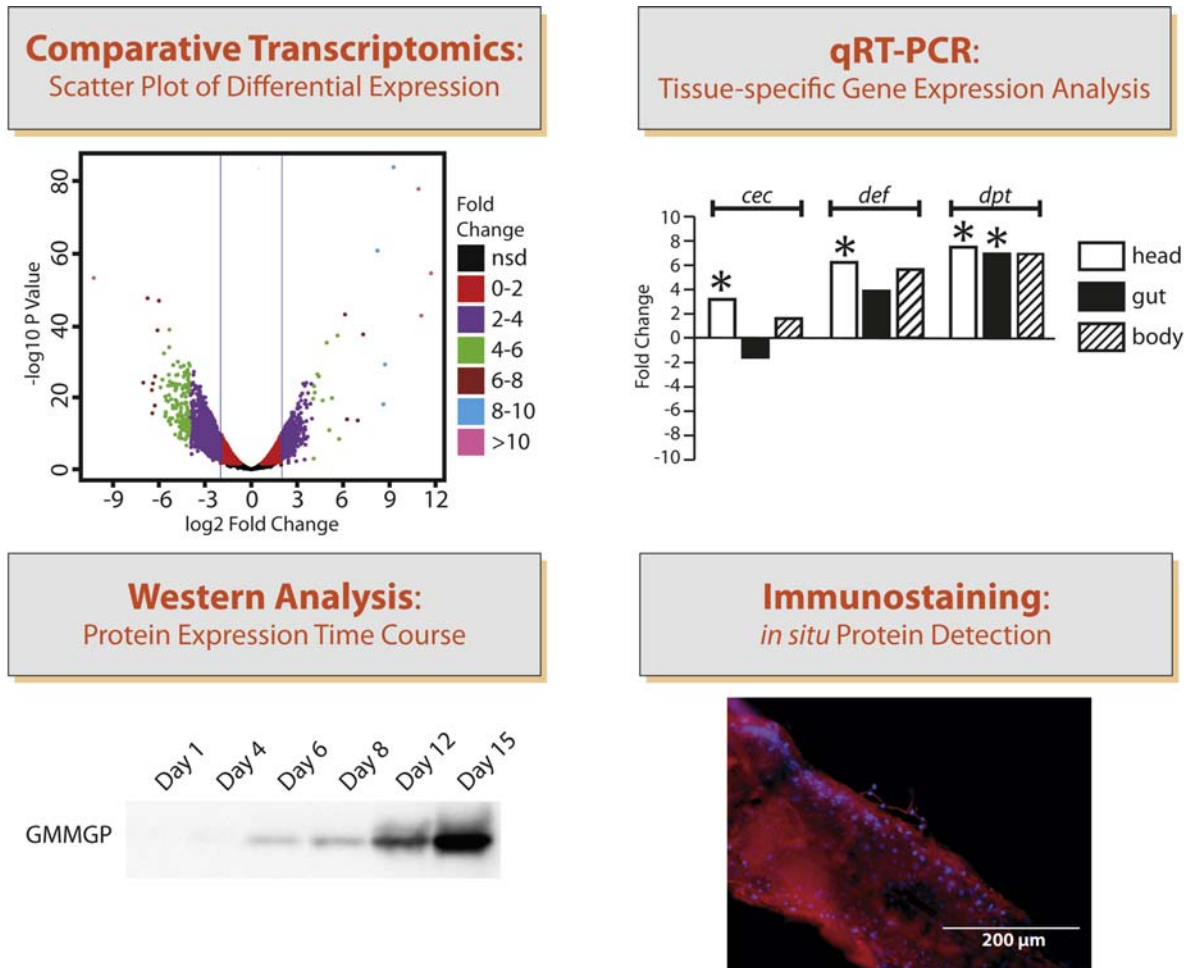 Comparative Transcriptomics:
Scatter Plot of Differential Expression
80
60
40
20
0
-log10 P Value
-9 -6 -3 0 3 6 9 12
log2 Fold Change
Fold
Change
nsd
0-2
2-4
4-6
6-8
8-10
>10
qRT-PCR:
Tissue-specific Gene Expression Analysis
cec def dpt
* * * *
10
8
6
4
2
0
-2
-4
-6
-8
-10
Fold Change
head
gut
body
Western Analysis:
Protein Expression Time Course
Day 1 Day 4 Day 6 Day 8 Day 12 Day 15
GMMGP
Immunostaining:
in situ Protein Detection
200 µm